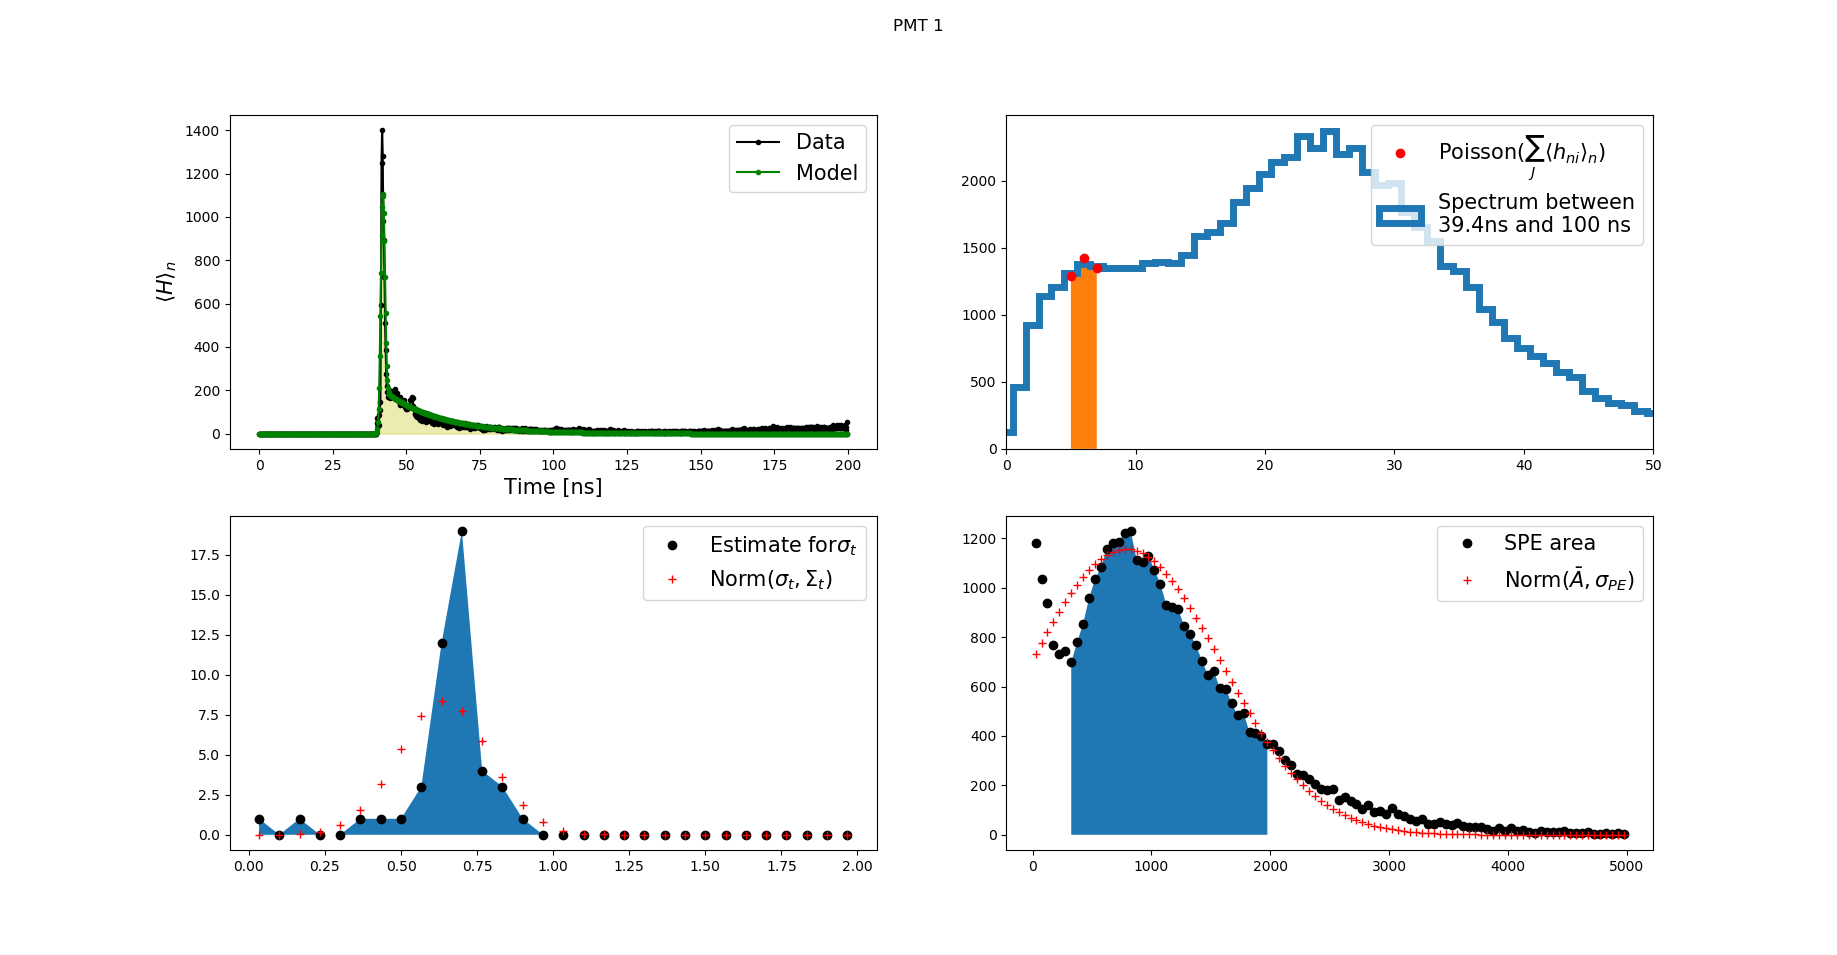 PMT 1
1400
1200
1000
800
600
400
200
0
⟨H⟩n
0 25 50 75 100 125 150 175 200
Time [ns]
Data
Model
2000
1500
1000
500
0
0 10 20 30 40 50
Poisson(∑J⟨hni⟩n)
Spectrum between
39.4ns and 100 ns
17.5
15.0
12.5
10.0
7.5
5.0
2.5
0.0
0.00 0.25 0.50 0.75 1.00 1.25 1.50 1.75 2.00
Estimate forσt
Norm(σt, Σt)
1200
1000
800
600
400
200
0
0 1000 2000 3000 4000 5000
SPE area
Norm(Ā, σPE)